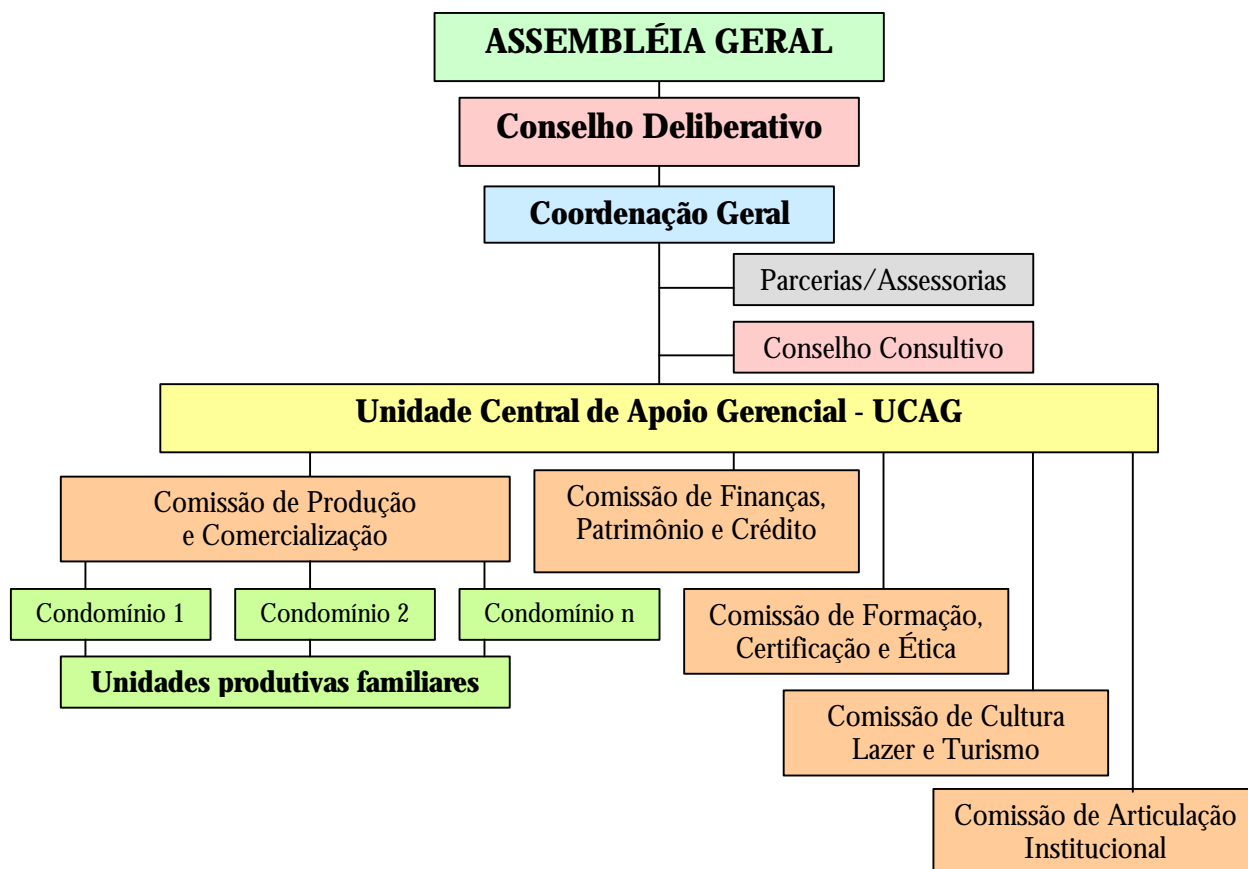 ASSEMBLÉIA GERAL
Conselho Deliberativo
Coordenação Geral
Parcerias/Assessorias
Conselho Consultivo
Unidade Central de Apoio Gerencial - UCAG
Comissão de Produção
e Comercialização
Comissão de Finanças,
Patrimônio e Crédito
Condomínio 1
Condomínio 2
Condomínio n
Unidades produtivas familiares
Comissão de Formação,
Certificação e Ética
Comissão de Cultura
Lazer e Turismo
Comissão de Articulação
Institucional